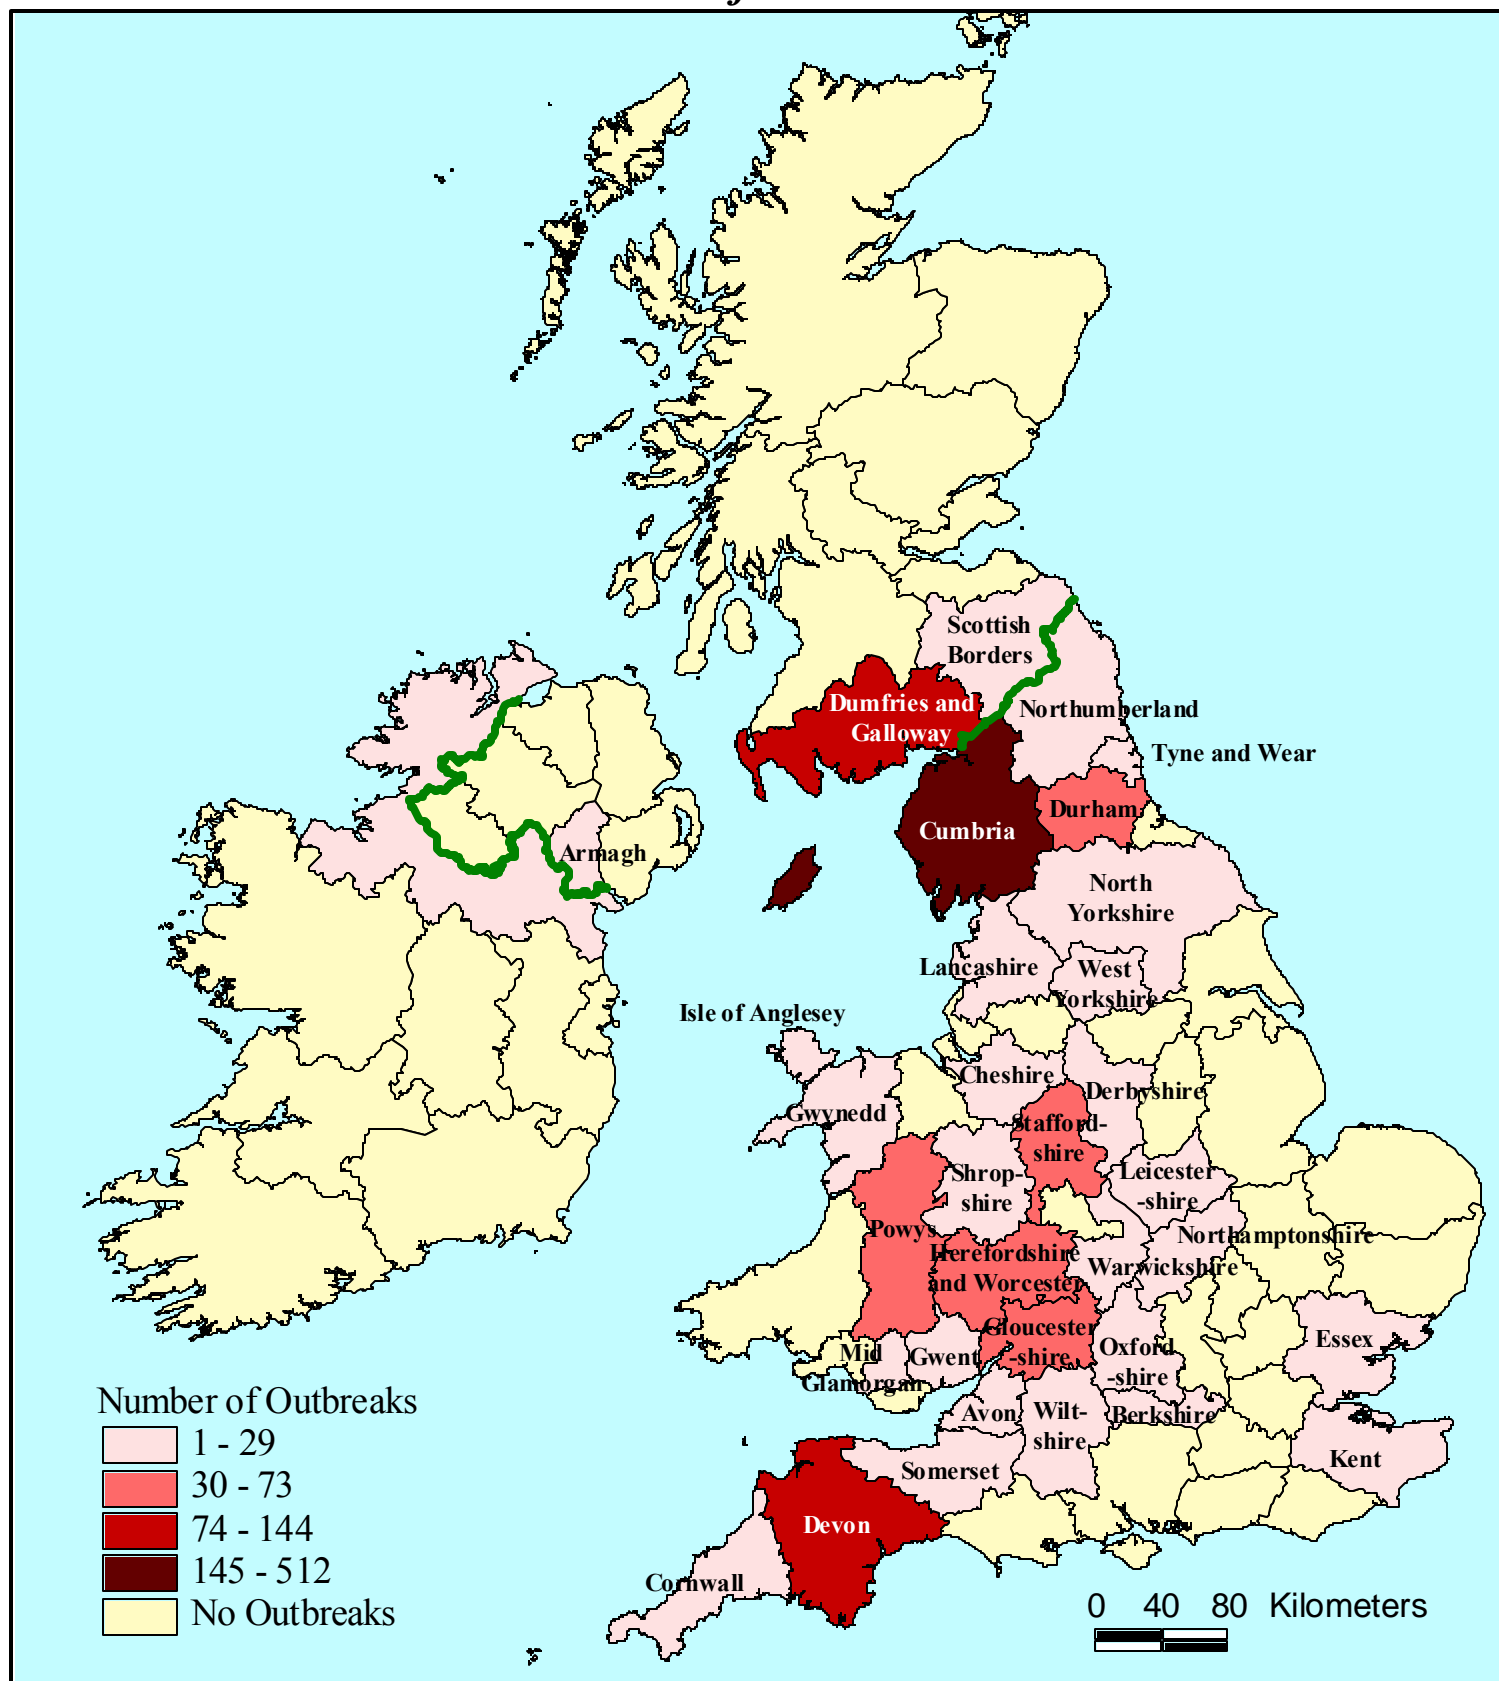 Scottish
Borders
Dumfries and
Galloway
Northumberland
Tyne and Wear
Durham
Cumbria
Armagh
North
Yorkshire
Lancashire
West
Yorkshire
Isle of Anglesey
Cheshire
Derbyshire
Gwynedd
Stafford-
shire
Shrop-
shire
Leicester
-shire
Powys
Northamptonshire
Herefordshire
and Worcester
Warwickshire
Gloucester
-shire
Mid
Glamorgan
Gwent
Oxford
-shire
Essex
Avon
Wilt-
shire
Berkshire
Somerset
Kent
Devon
Cornwall
Number of Outbreaks
1 - 29
30 - 73
74 - 144
145 - 512
No Outbreaks
0 40 80 Kilometers